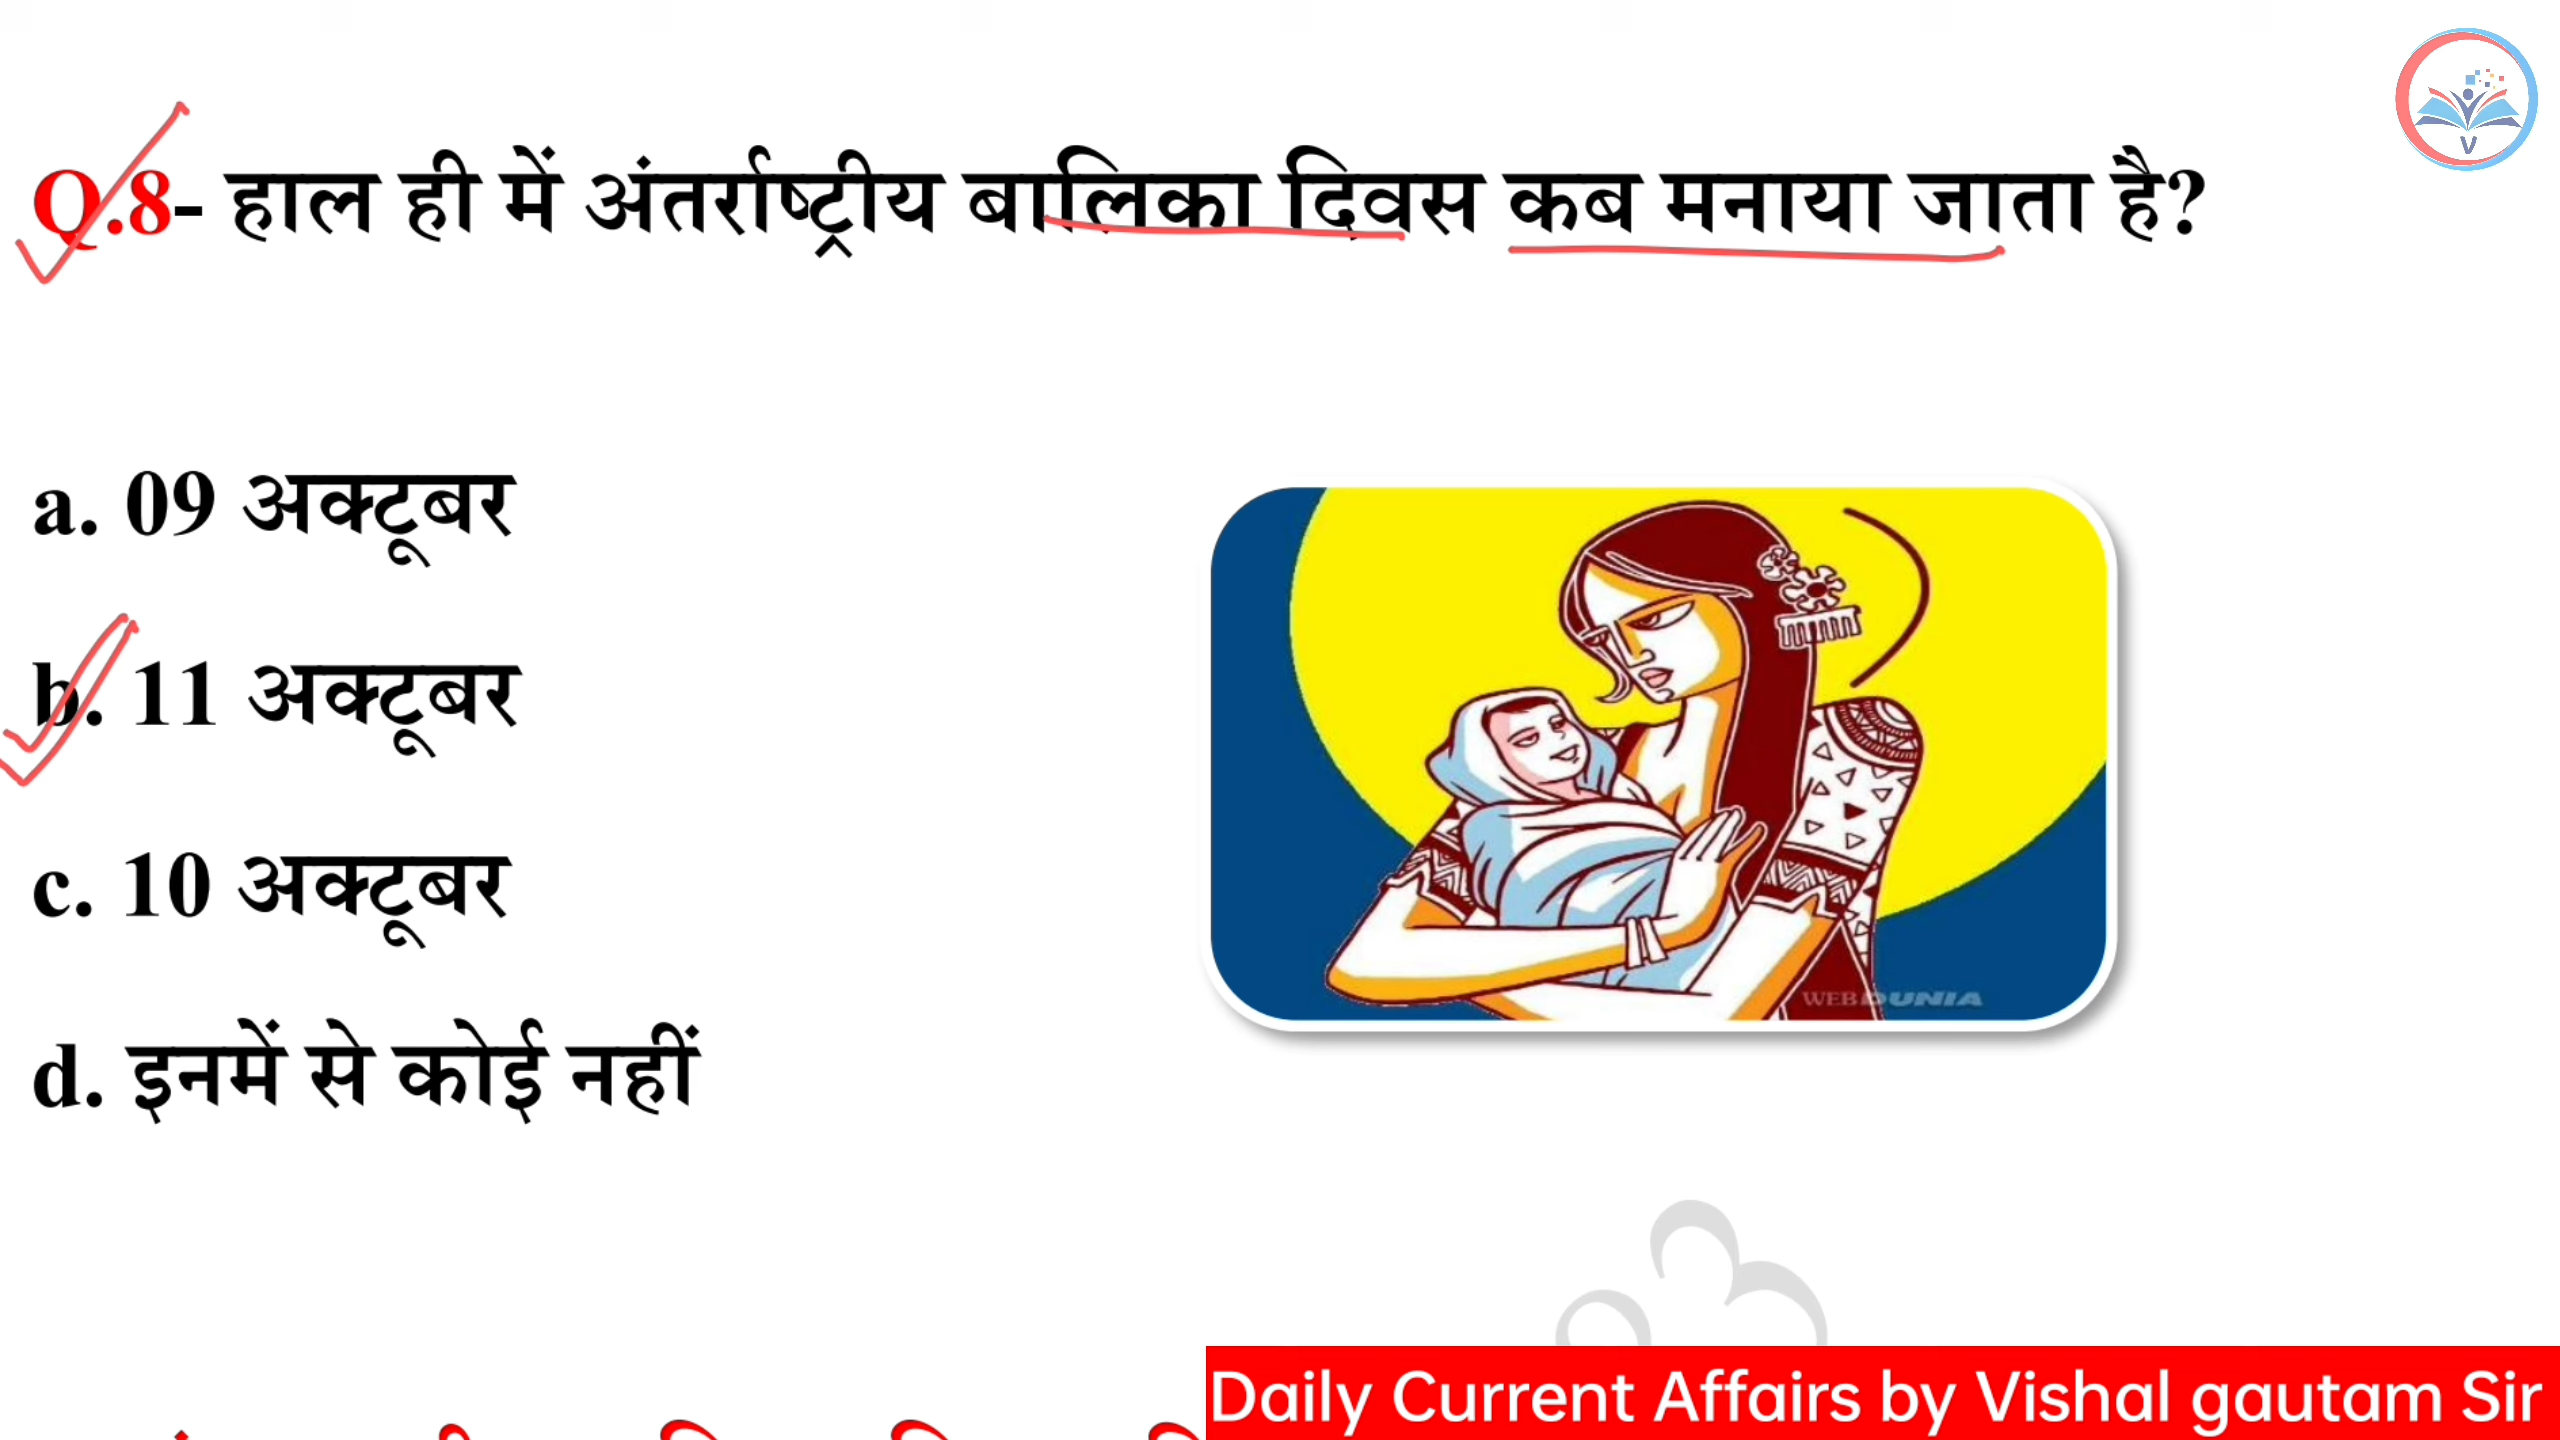 V
Q.8- हाल ही में अंतर्राष्ट्रीय बालिका दिवस कब मनाया जाता है?
a. 09 अक्टूबर
b. 11 अक्टूबर
c. 10 अक्टूबर
d. इनमें से कोई नहीं
WEBDUNIA
Daily Current Affairs by Vishal gautam Sir